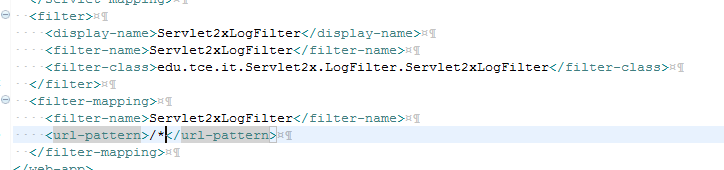 </servlet-mapping>¤¶
<filter>¤¶
<display-name>Servlet2xLogFilter</display-name>¤¶
<filter-name>Servlet2xLogFilter</filter-name>¤¶
<filter-class>edu.tce.it.Servlet2x.LogFilter.Servlet2xLogFilter</filter-class>¤¶
</filter>¤¶
<filter-mapping>¤¶
<filter-name>Servlet2xLogFilter</filter-name>¤¶
<url-pattern>/*</url-pattern>¤¶
</filter-mapping>¤¶
</web-app>